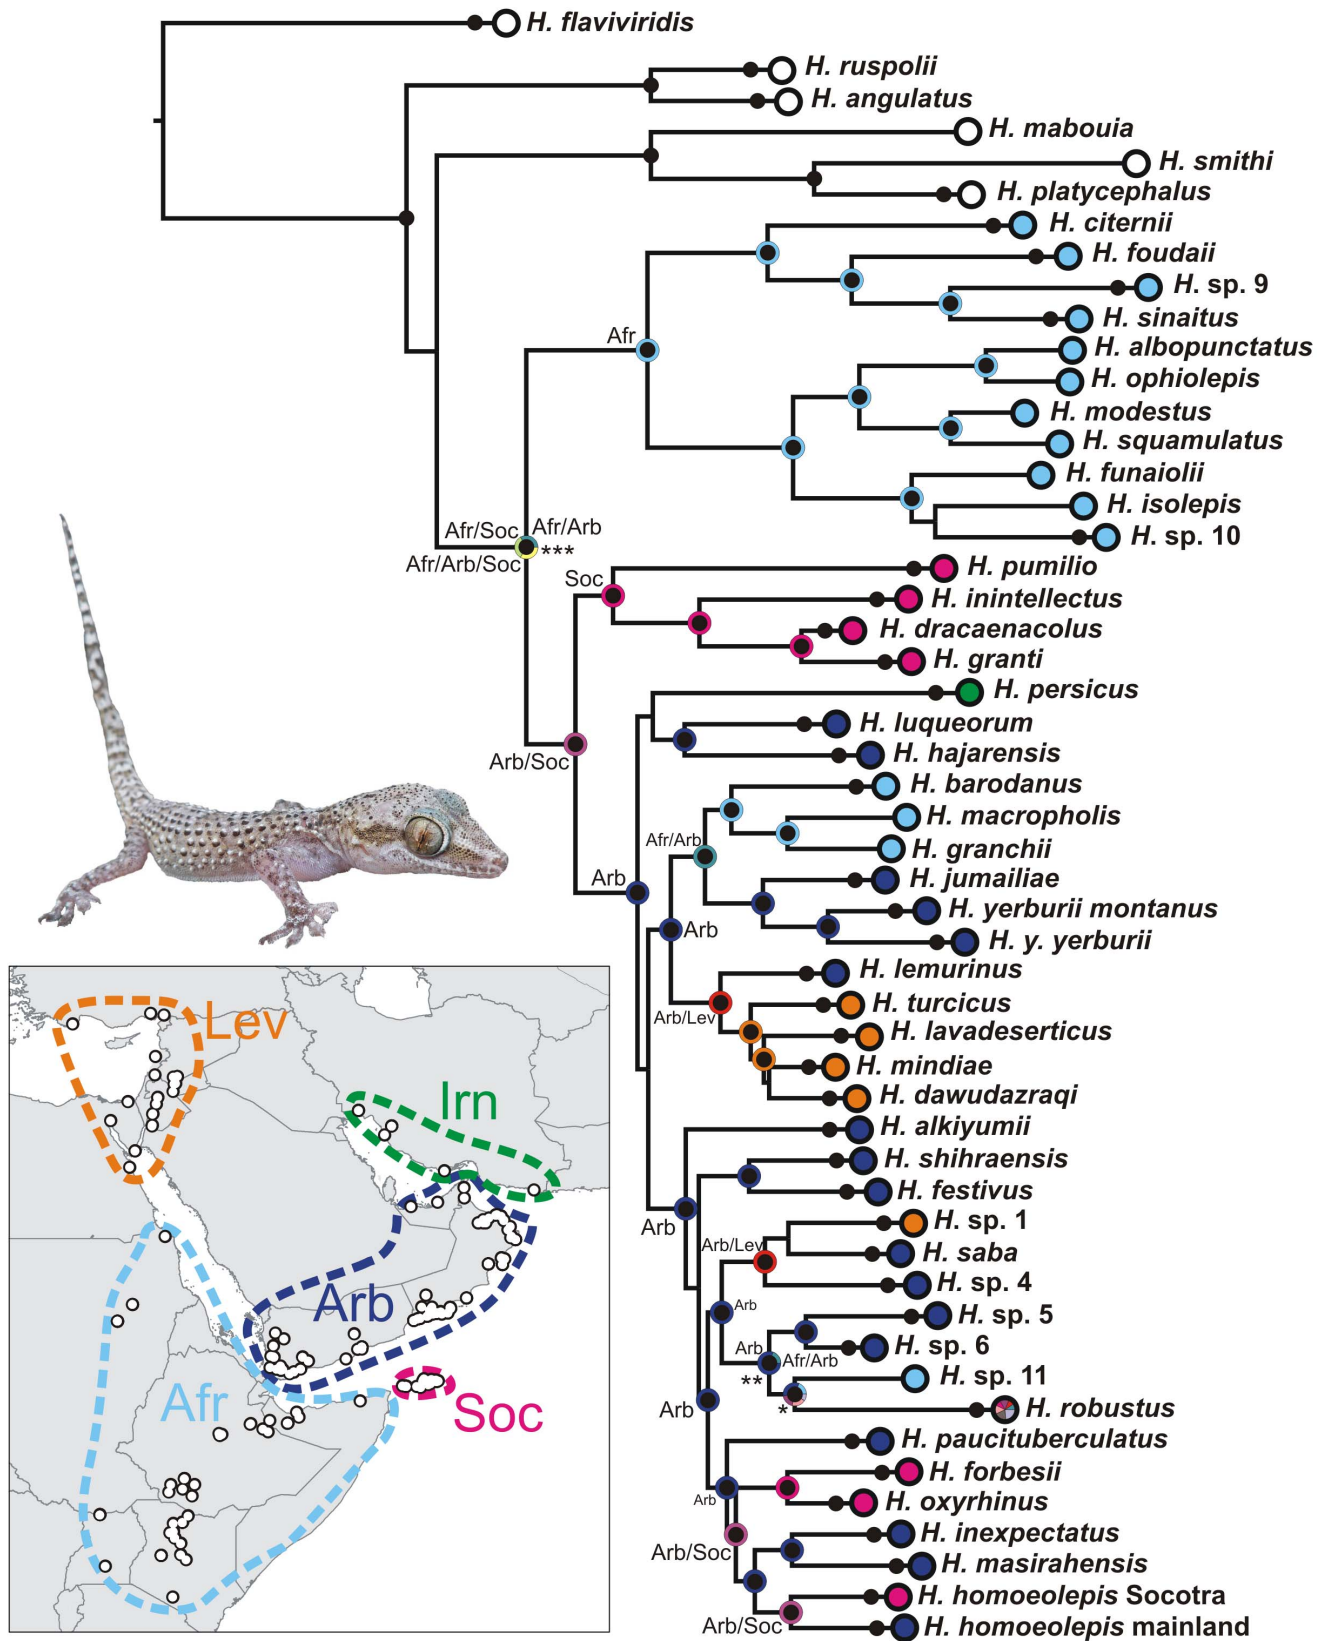 H. flaviviridis
H. ruspolii
H. angulatus
H. mabouia
H. smithi
H. platycephalus
H. citernii
H. foudaii
H. sp. 9
H. sinaitus
Afr
H. albopunctatus
H. ophiolepis
H. modestus
H. squamulatus
H. funaiolii
H. isolepis
H. sp. 10
Afr/Soc
Afr/Arb
Afr/Arb/Soc
***
H. pumilio
Soc
H. inintellectus
H. dracaenacolus
H. granti
H. persicus
H. luqueorum
H. hajarensis
Arb/Soc
H. barodanus
H. macropholis
Afr/Arb
H. granchii
Arb
H. jumailiae
H. yerburii montanus
Arb
H. y. yerburii
H. lemurinus
H. turcicus
Arb/Lev
H. lavadeserticus
H. mindiae
H. dawudazraqi
H. alkiyumii
H. shihraensis
H. festivus
Arb
H. sp. 1
Arb/Lev
H. saba
H. sp. 4
Arb
H. sp. 5
Arb
H. sp. 6
Afr/Arb
**
H. sp. 11
*
H. robustus
Arb
H. paucituberculatus
H. forbesii
Arb
H. oxyrhinus
H. inexpectatus
Arb/Soc
H. masirahensis
H. homoeolepis Socotra
Arb/Soc
H. homoeolepis mainland
Lev
Irn
Arb
Afr
Soc